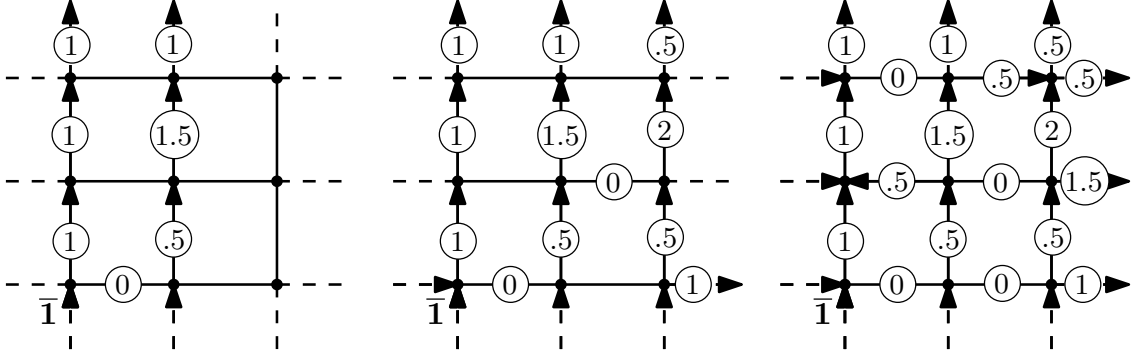 1 1 1 1 .5 1 1 .5
0 .5 .5
1 1.5 1 1.5 2 1 1.5 2
0 .5 0 1.5
1 .5 1 .5 .5 1 .5 .5
0 0 1 0 0 1
1̅ 1̅ 1̅